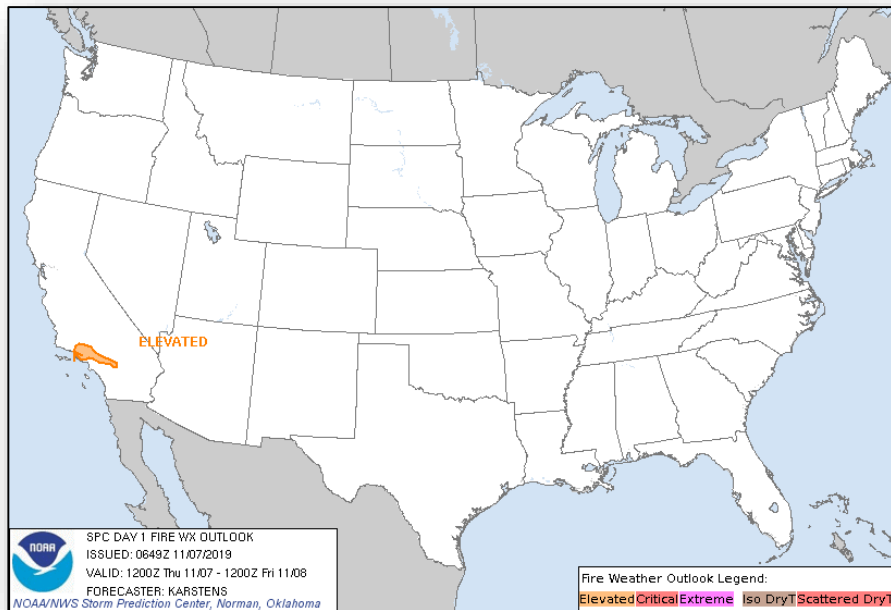 ELEVATED
NOAA
SPC DAY 1 FIRE WX OUTLOOK
ISSUED: 0649Z 11/07/2019
VALID: 1200Z Thu 11/07 - 1200Z Fri 11/08
FORECASTER: KARSTENS
NOAA/NWS Storm Prediction Center, Norman, Oklahoma
Fire Weather Outlook Legend:
Elevated Critical Extreme Iso DryT Scattered DryT